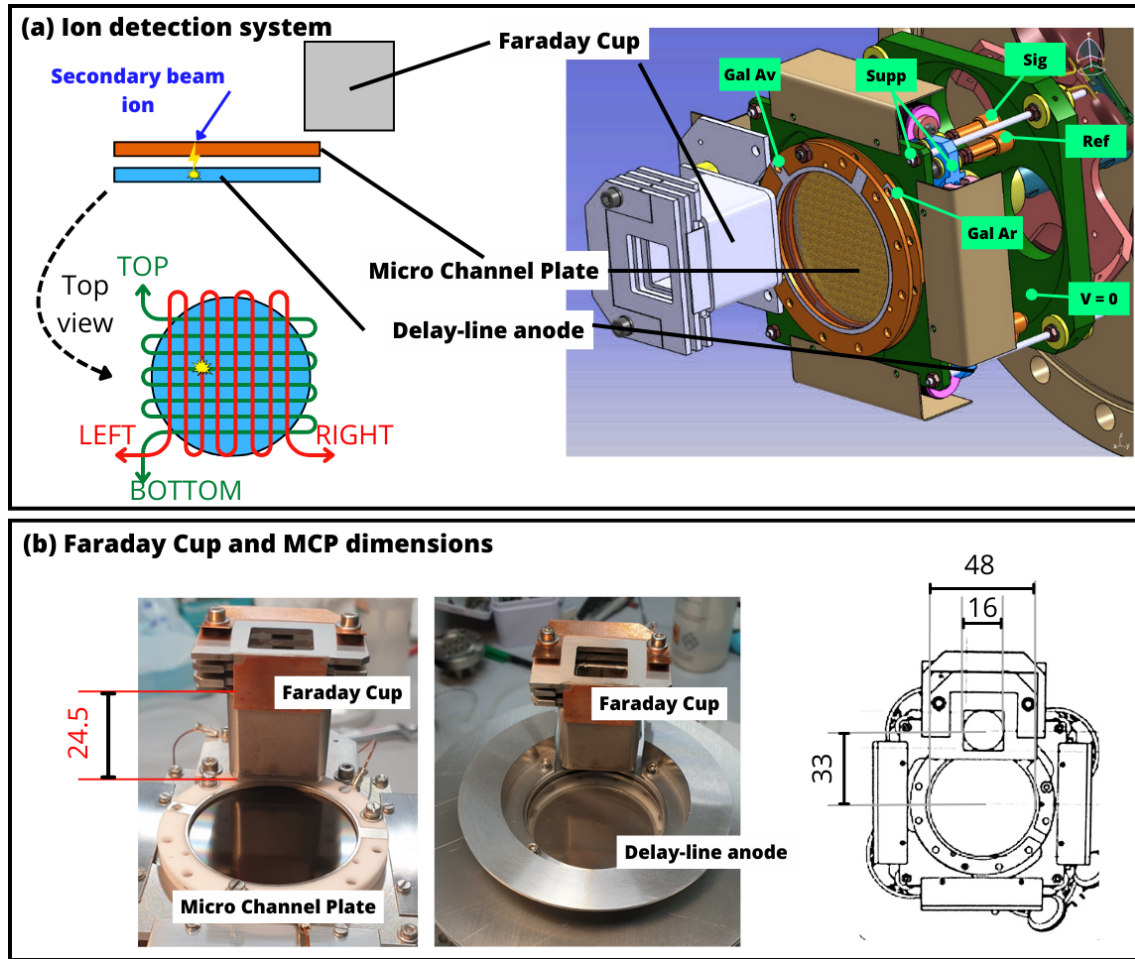 (a) Ion detection system
Faraday Cup
Secondary beam
ion
Gal Av
Supp
Sig
Ref
Gal Ar
V = 0
Micro Channel Plate
Delay-line anode
TOP
Top
view
LEFT
RIGHT
BOTTOM
(b) Faraday Cup and MCP dimensions
24.5
Faraday Cup
Micro Channel Plate
Faraday Cup
Delay-line anode
48
16
33